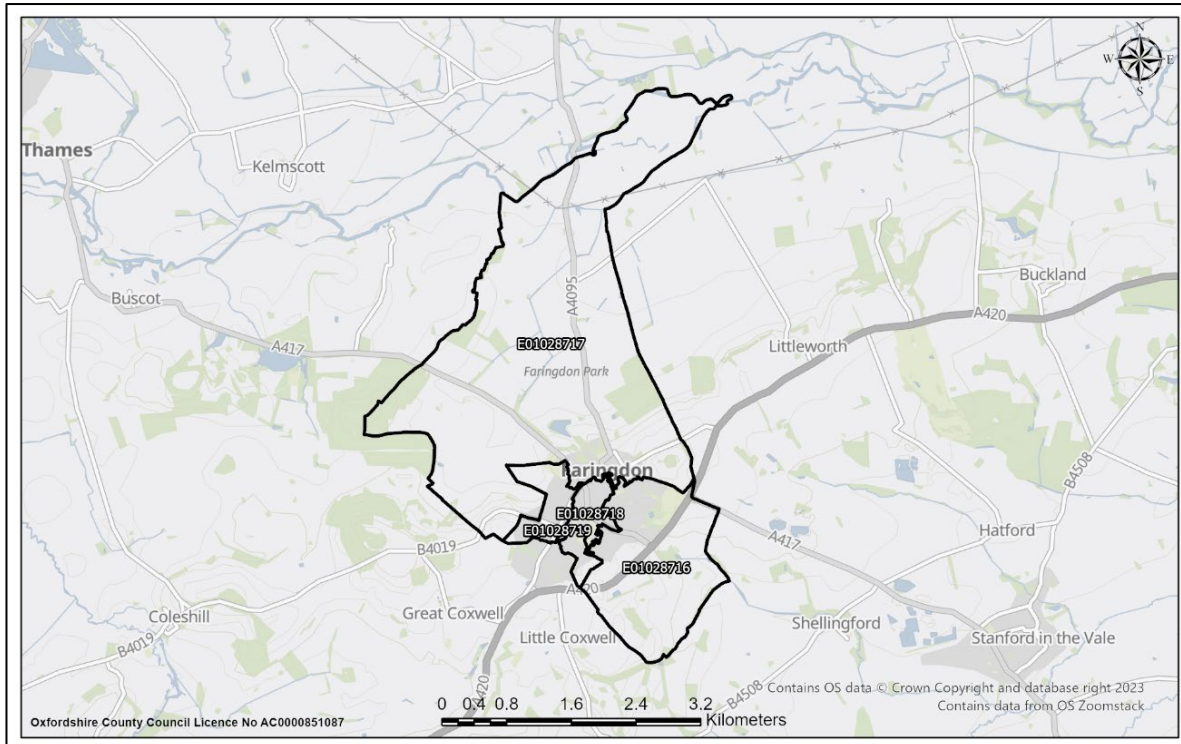 N
W E
S
Thames
Kelmscott
Buscot
A417
A4095
Buckland
A420
Littleworth
E01028717
Faringdon Park
Faringdon
E01028718
E01028719
B4019
E01028716
A417
B4508
Hatford
A420
Great Coxwell
Coleshill
B4019
Little Coxwell
Shellingford
Stanford in the Vale
A420
B4508
Contains OS data © Crown Copyright and database right 2023
Contains data from OS Zoomstack
Oxfordshire County Council Licence No AC0000851087
0 0.4 0.8 1.6 2.4 3.2
Kilometers